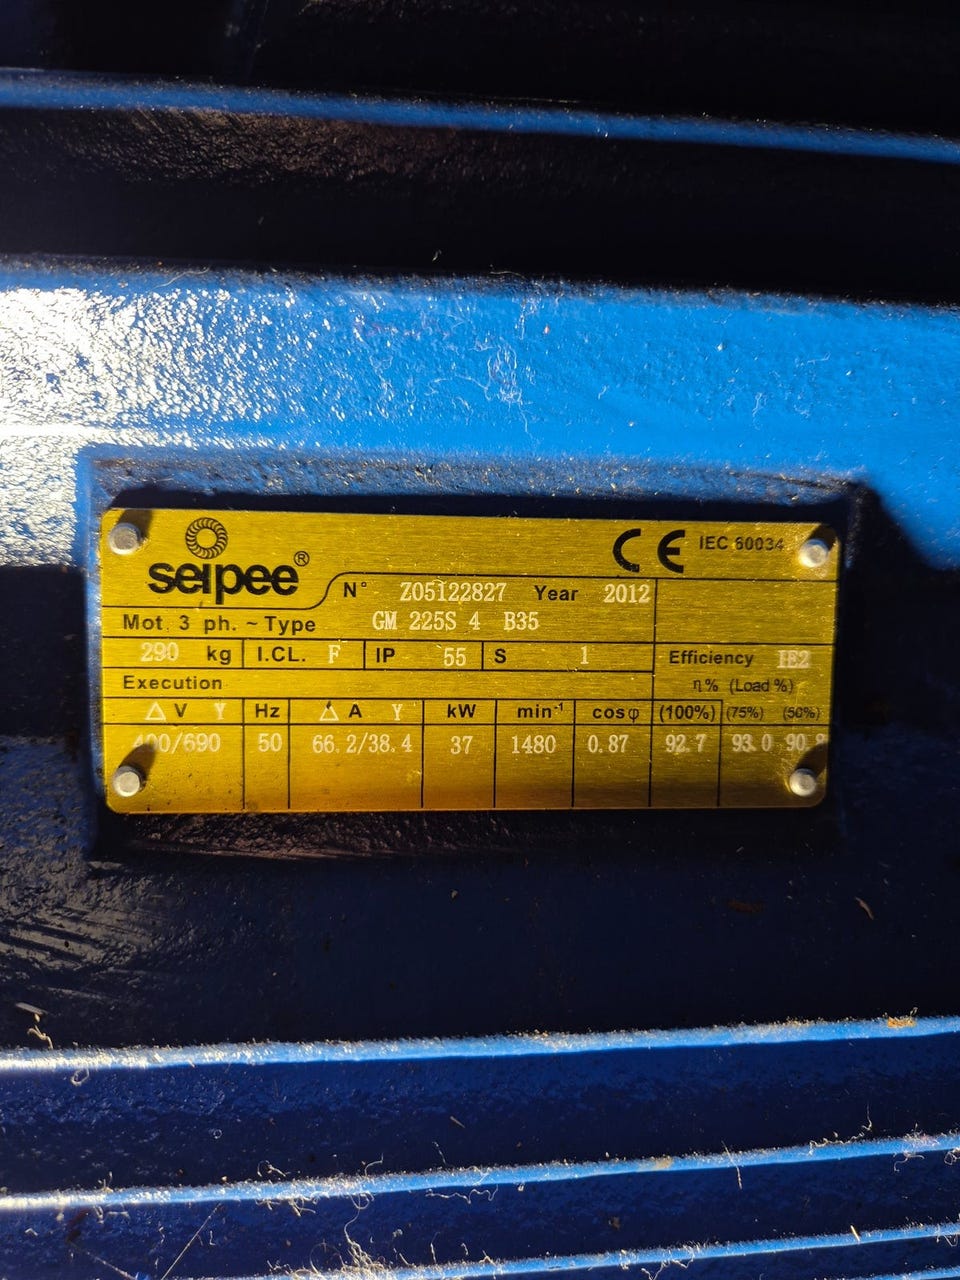 CE IEC 60034
seipee®
N° Z05122827 Year 2012
Mot. 3 ph. ~ Type GM 225S 4 B35
290 kg I.CL. F IP 55 S 1 Efficiency IE2
Execution η% (Load %)
△ V Y Hz △ A Y kW min⁻¹ cosφ (100%) (75%) (50%)
400/690 50 66.2/38.4 37 1480 0.87 92.7 93.0